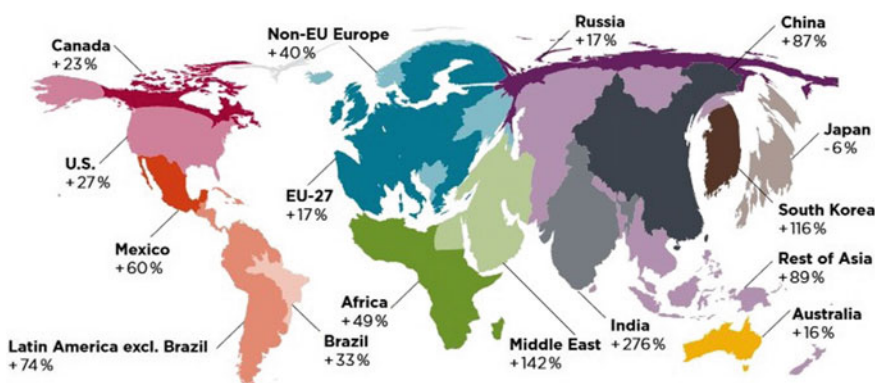 Canada
+23 %
Non-EU Europe
+40 %
Russia
+17 %
China
+87 %
U.S.
+27 %
EU-27
+17 %
Japan
-6 %
Mexico
+60 %
South Korea
+116 %
Latin America excl. Brazil
+74 %
Brazil
+33 %
Africa
+49 %
Middle East
+142 %
India
+276 %
Rest of Asia
+89 %
Australia
+16 %